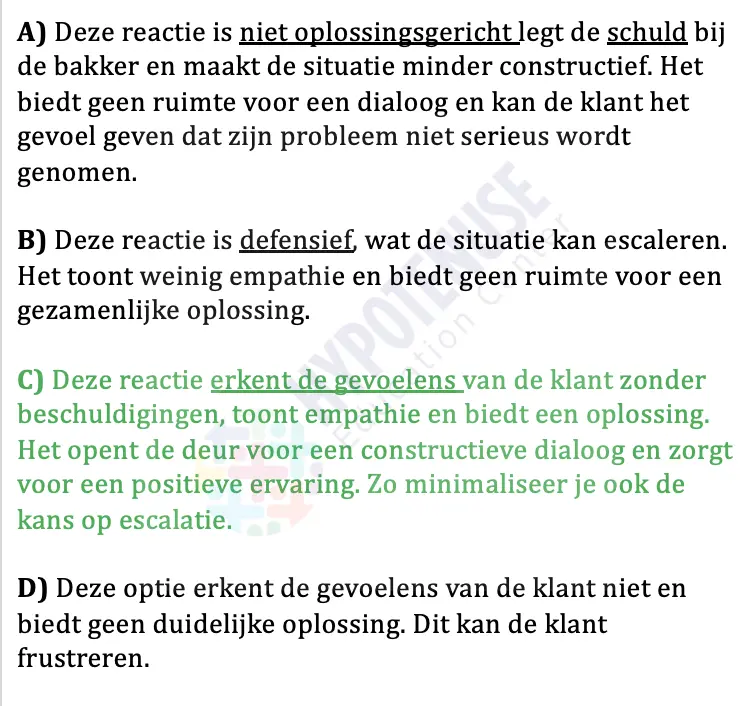 A) Deze reactie is niet oplossingsgericht legt de schuld bij
de bakker en maakt de situatie minder constructief. Het
biedt geen ruimte voor een dialoog en kan de klant het
gevoel geven dat zijn probleem niet serieus wordt
genomen.
B) Deze reactie is defensief, wat de situatie kan escaleren.
Het toont weinig empathie en biedt geen ruimte voor een
gezamenlijke oplossing.
C) Deze reactie erkent de gevoelens van de klant zonder
beschuldigingen, toont empathie en biedt een oplossing.
Het opent de deur voor een constructieve dialoog en zorgt
voor een positieve ervaring. Zo minimaliseer je ook de
kans op escalatie.
D) Deze optie erkent de gevoelens van de klant niet en
biedt geen duidelijke oplossing. Dit kan de klant
frustreren.
HYPOTENUSE
Education Center